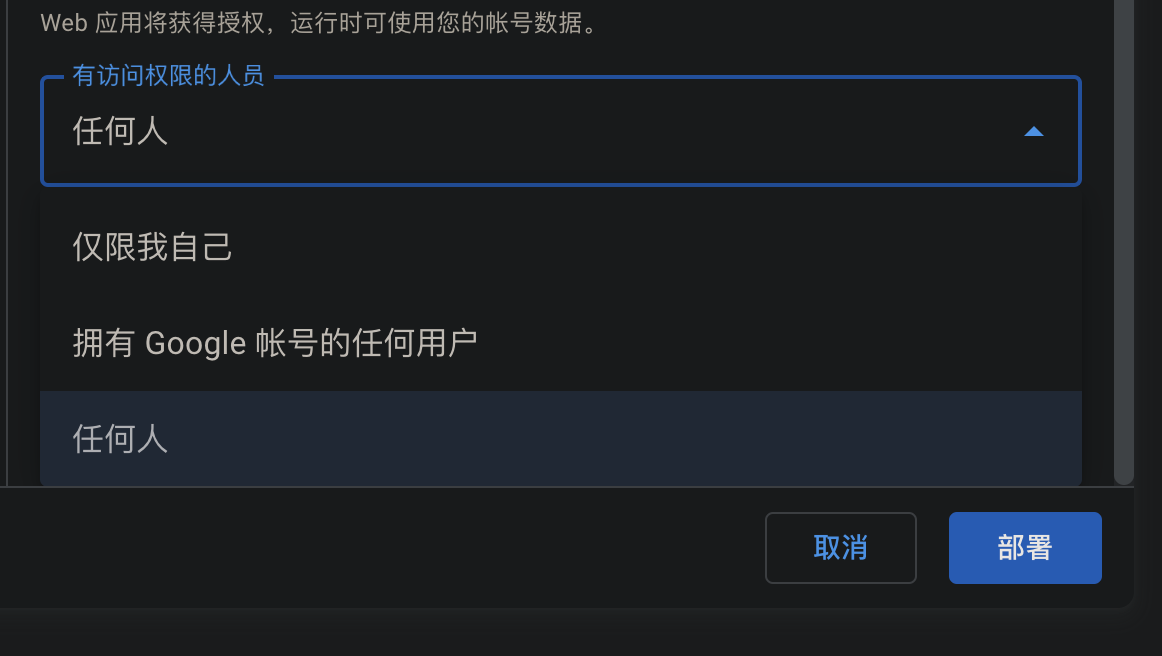 Web 应用将获得授权，运行时可使用您的帐号数据。
有访问权限的人员
任何人
仅限我自己
拥有 Google 帐号的任何用户
任何人
取消
部署